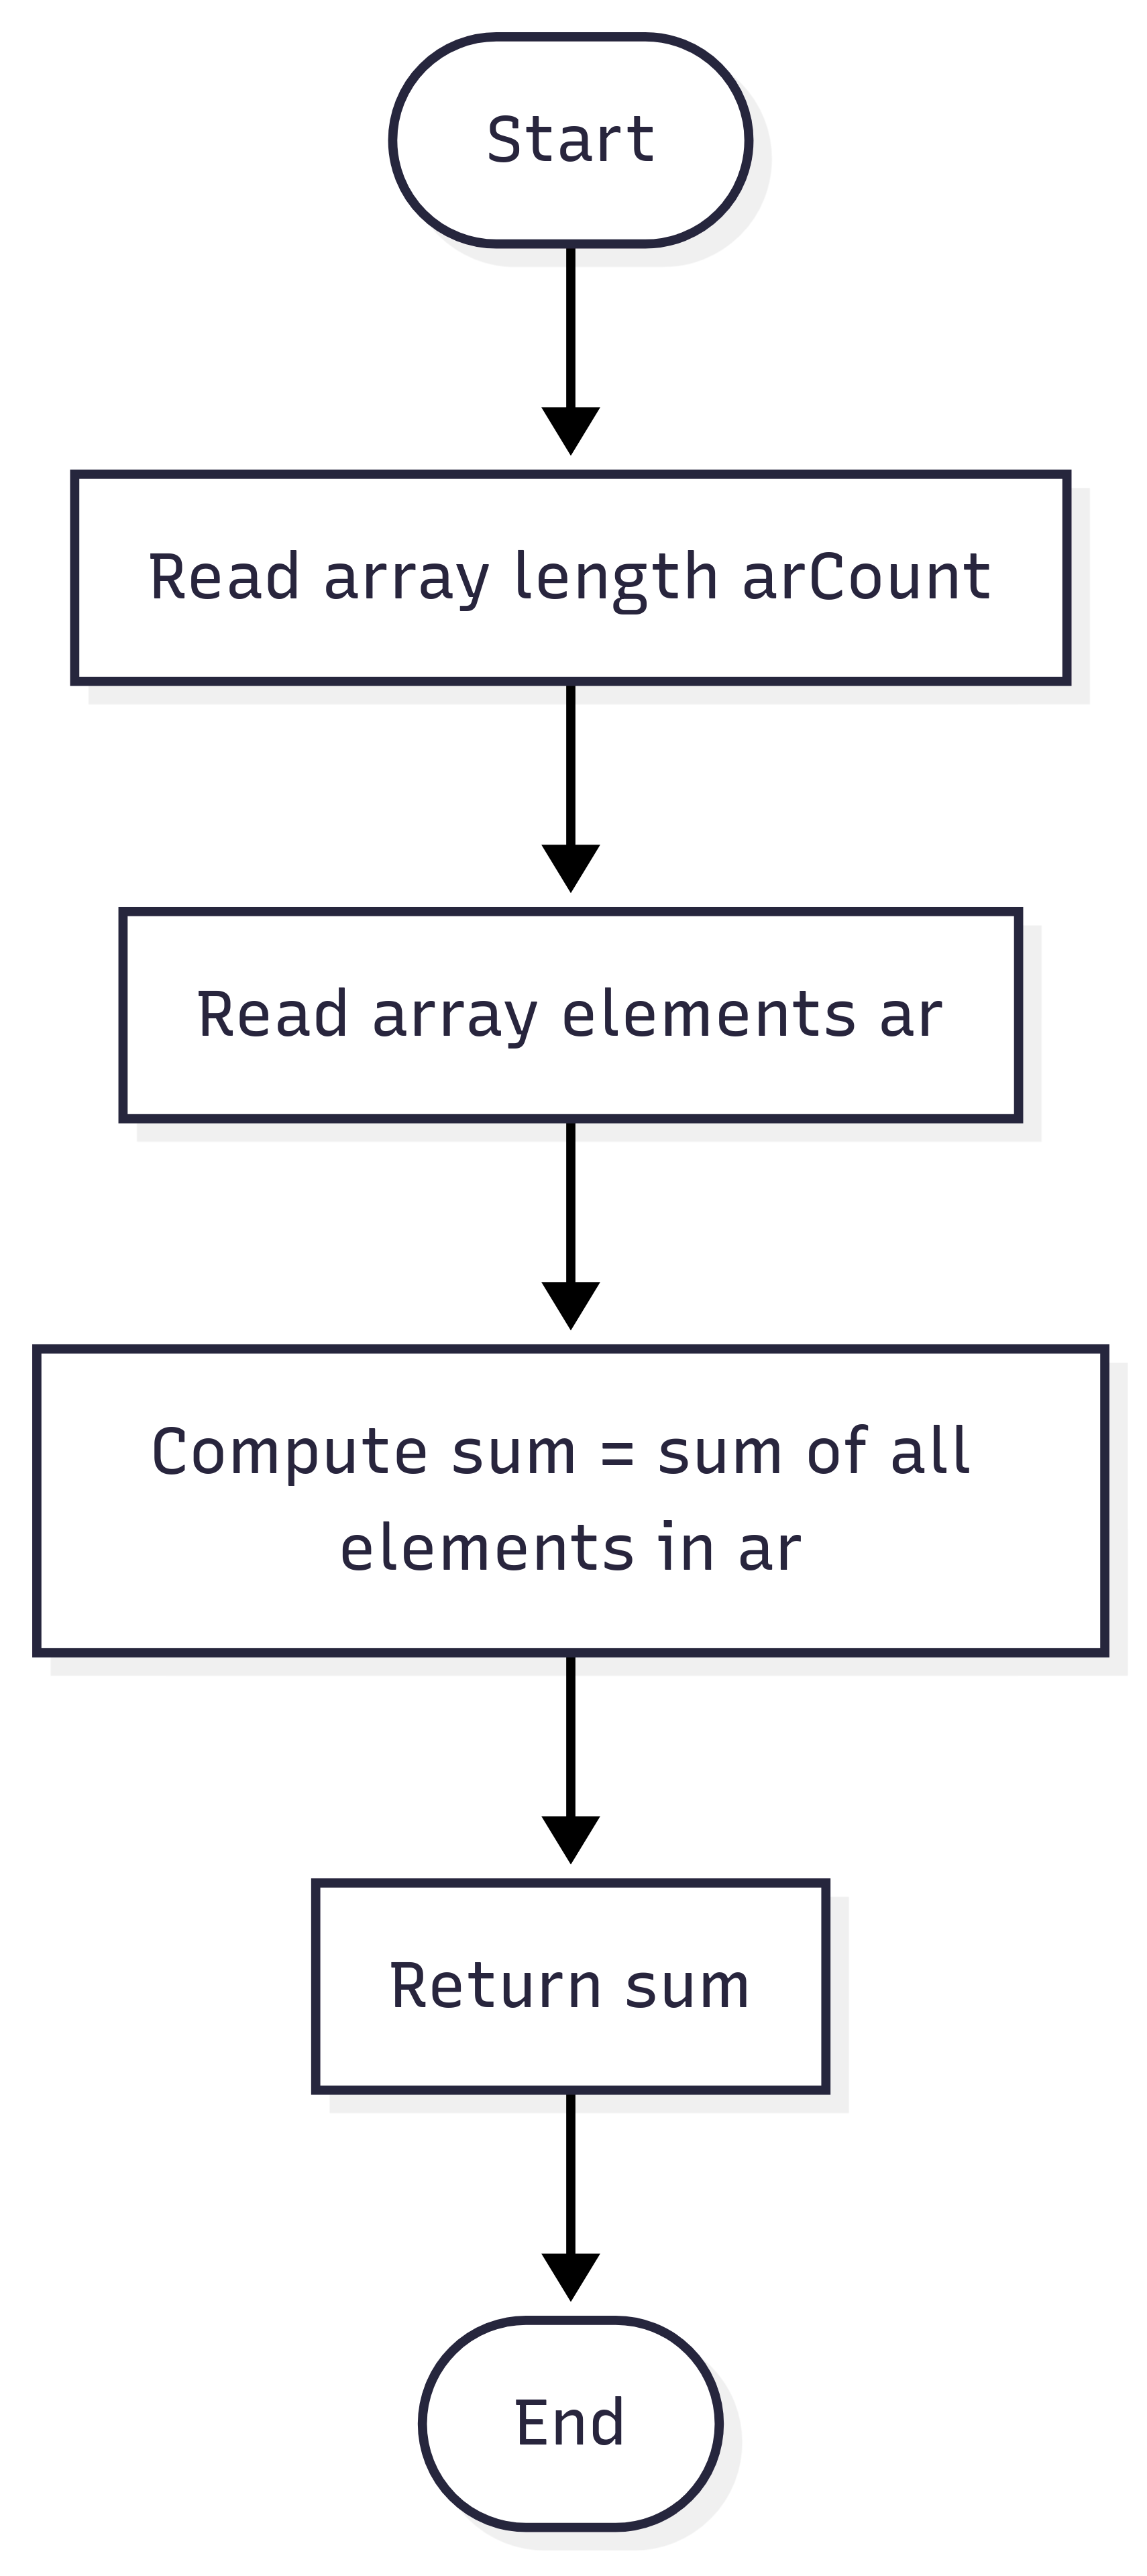 Start
Read array length arCount
Read array elements ar
Compute sum = sum of all
elements in ar
Return sum
End